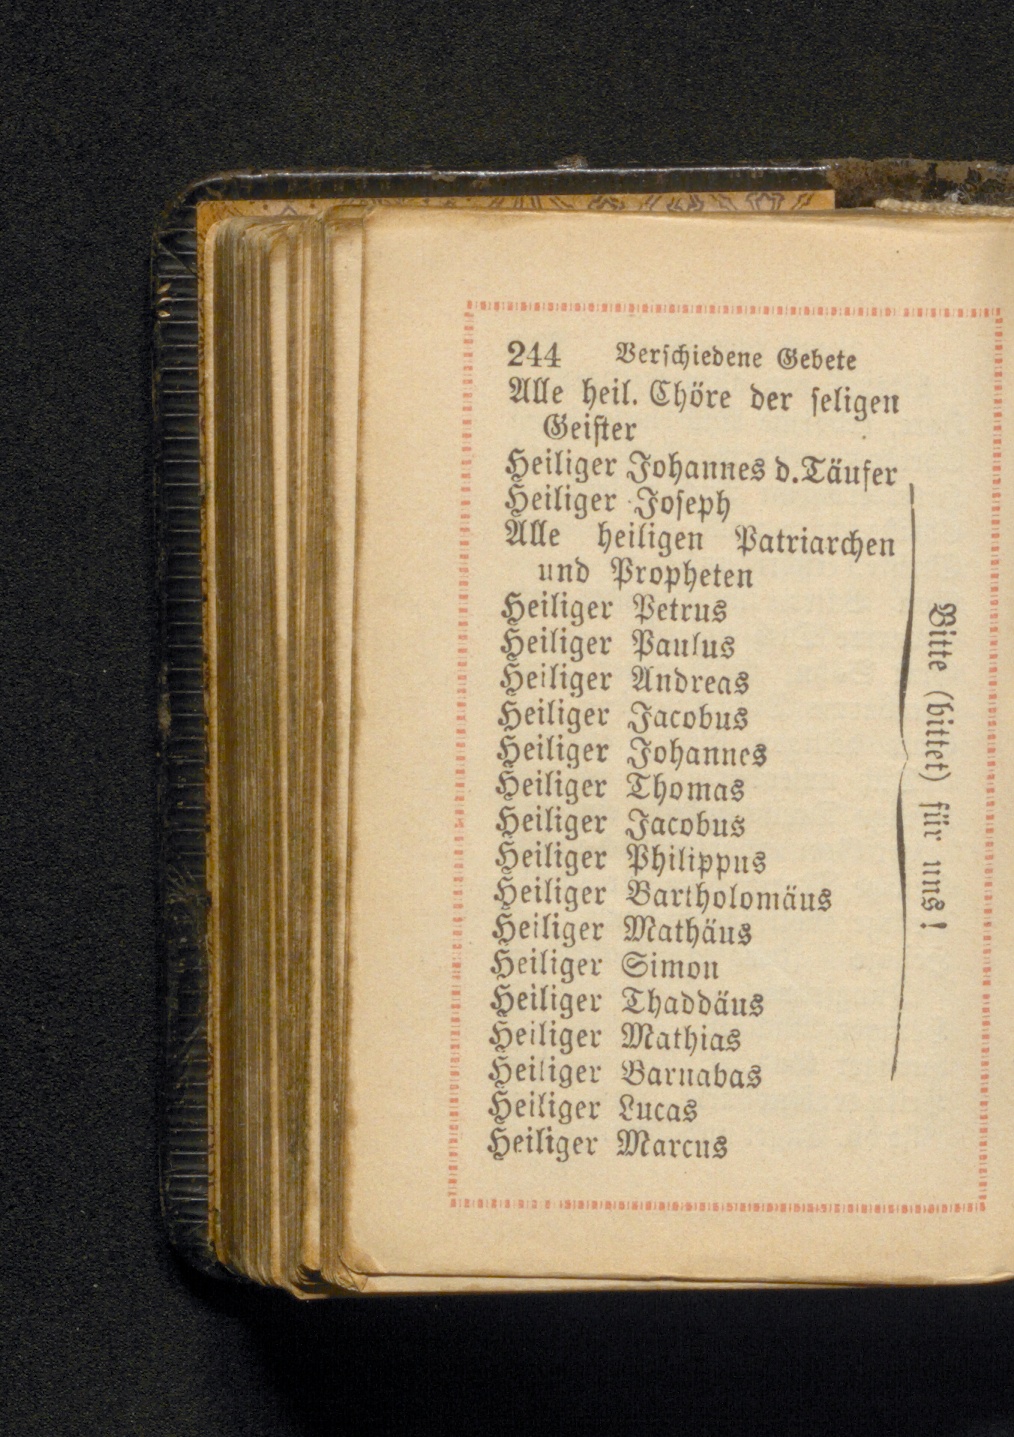 244 Verschiedene Gebete
Alle heil. Chöre der seligen
Geister
Heiliger Johannes d. Täufer
Heiliger Joseph
Alle heiligen Patriarchen
und Propheten
Heiliger Petrus
Heiliger Paulus
Heiliger Andreas
Heiliger Jacobus
Heiliger Johannes
Heiliger Thomas
Heiliger Jacobus
Heiliger Philippus
Heiliger Bartholomäus
Heiliger Mathäus
Heiliger Simon
Heiliger Thaddäus
Heiliger Mathias
Heiliger Barnabas
Heiliger Lucas
Heiliger Marcus
Bitte (bittet) für uns!